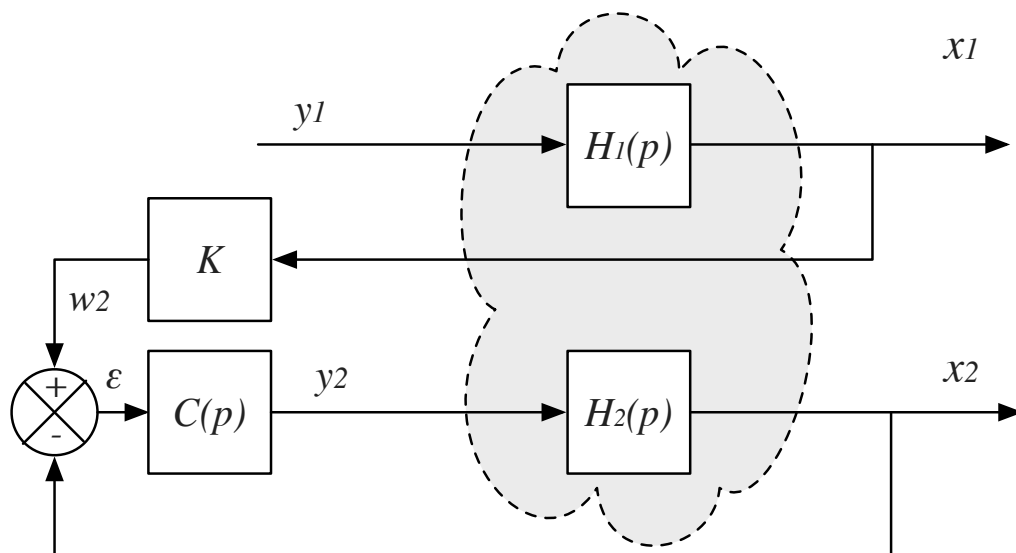 x1
y1
H1(p)
K
w2
+
-
ε
C(p)
y2
H2(p)
x2